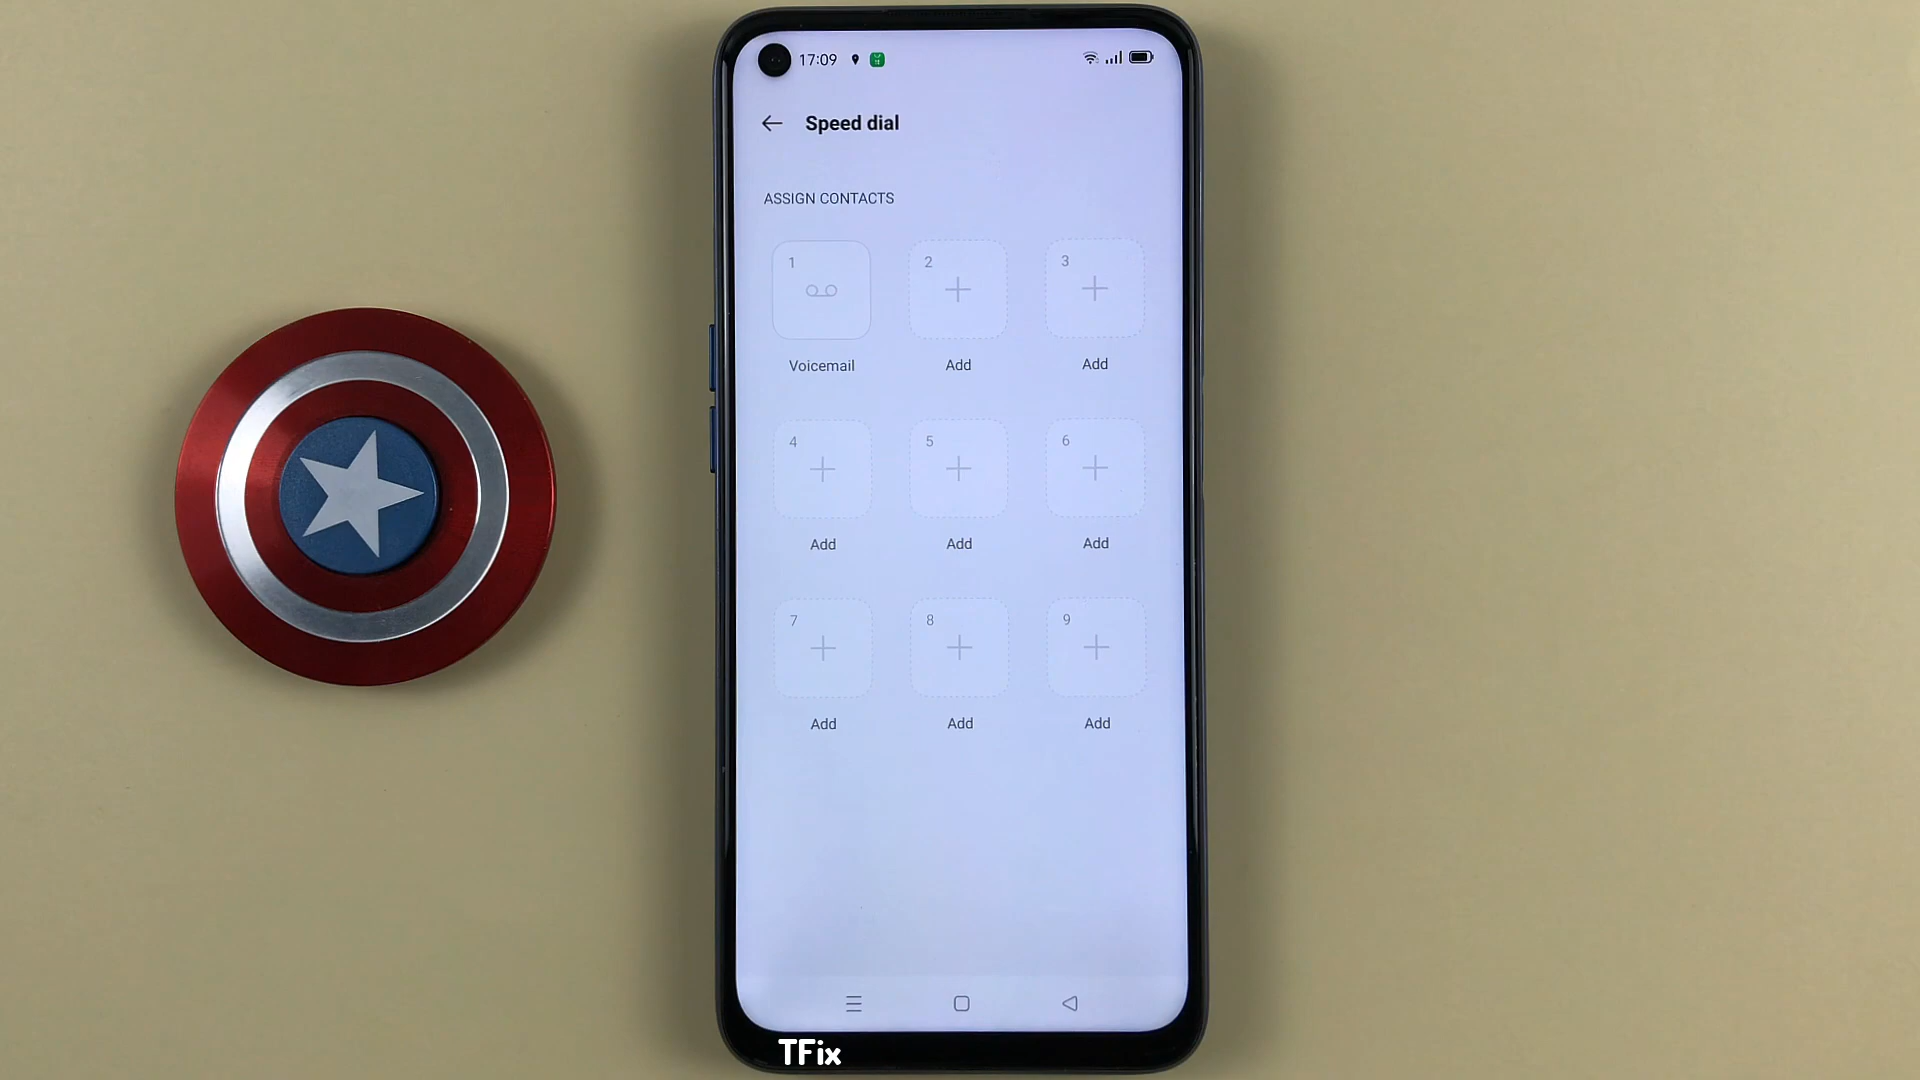 17:09
Speed dial
ASSIGN CONTACTS
1 2 3
Voicemail Add Add
4 5 6
Add Add Add
7 8 9
Add Add Add
TFix